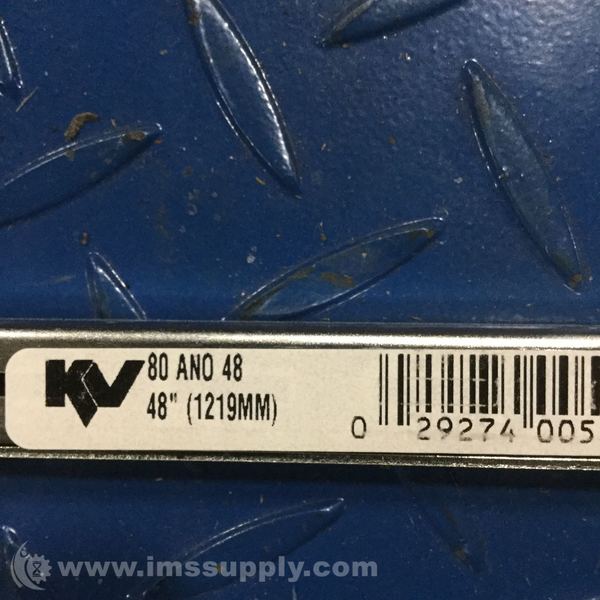 KV
80 ANO 48
48" (1219MM)
0 29274 005
www.imssupply.com